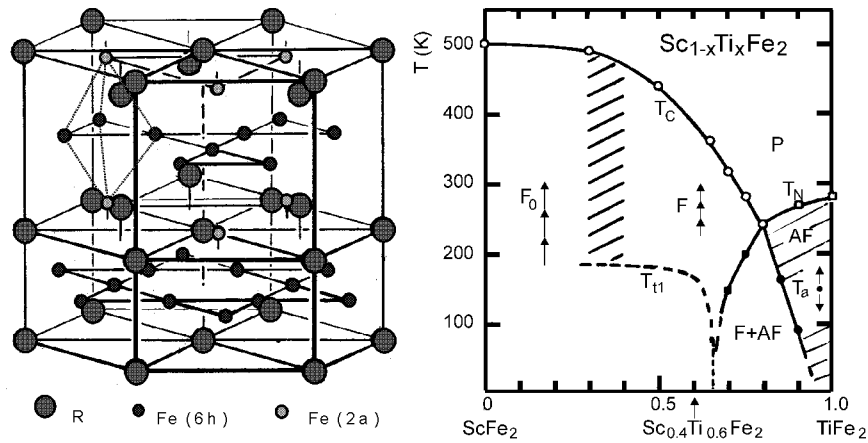 R
Fe (6h)
Fe (2a)
T (K)
500
400
300
200
100
Sc1-xTixFe2
TC
P
TN
F0
F
AF
Tt1
Ta
F+AF
0
0.5
1.0
ScFe2
Sc0.4Ti0.6Fe2
TiFe2